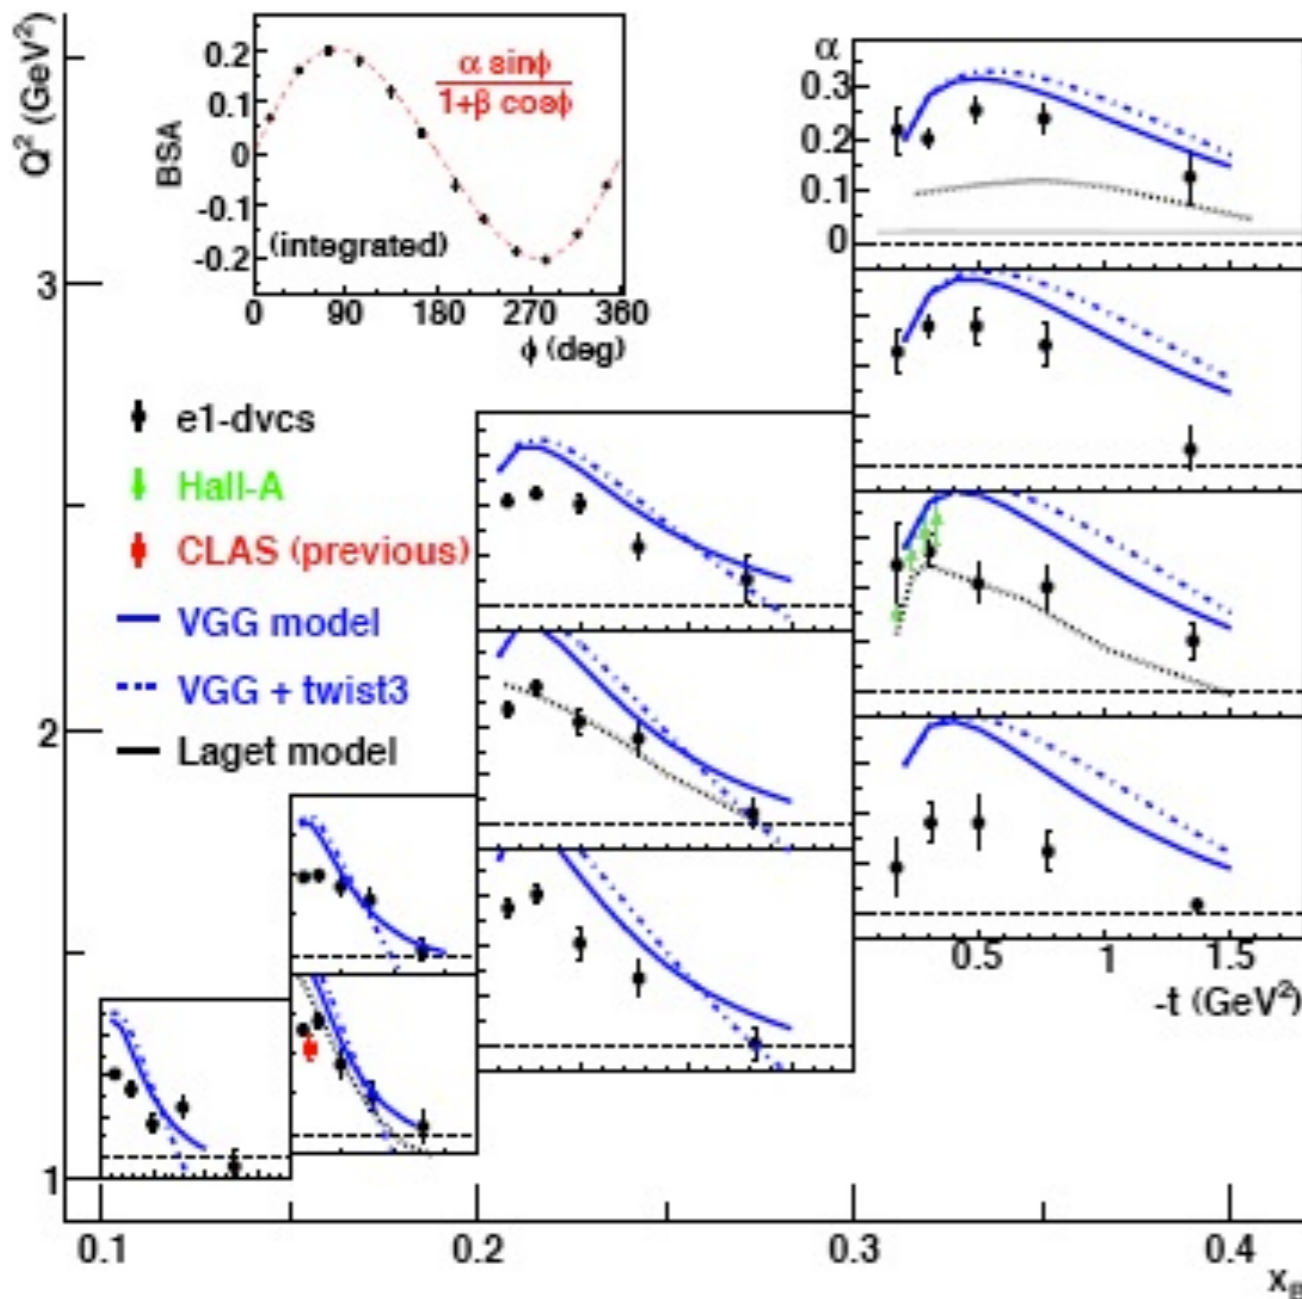 Q² (GeV²)
3
2
1
BSA
0.2
0.1
0
-0.1
-0.2
α sinϕ
1+β cosϕ
(integrated)
0 90 180 270 360
ϕ (deg)
e1-dvcs
Hall-A
CLAS (previous)
VGG model
VGG + twist3
Laget model
α
0.3
0.2
0.1
0
0.5 1 1.5
-t (GeV²)
0.1 0.2 0.3 0.4
x_B